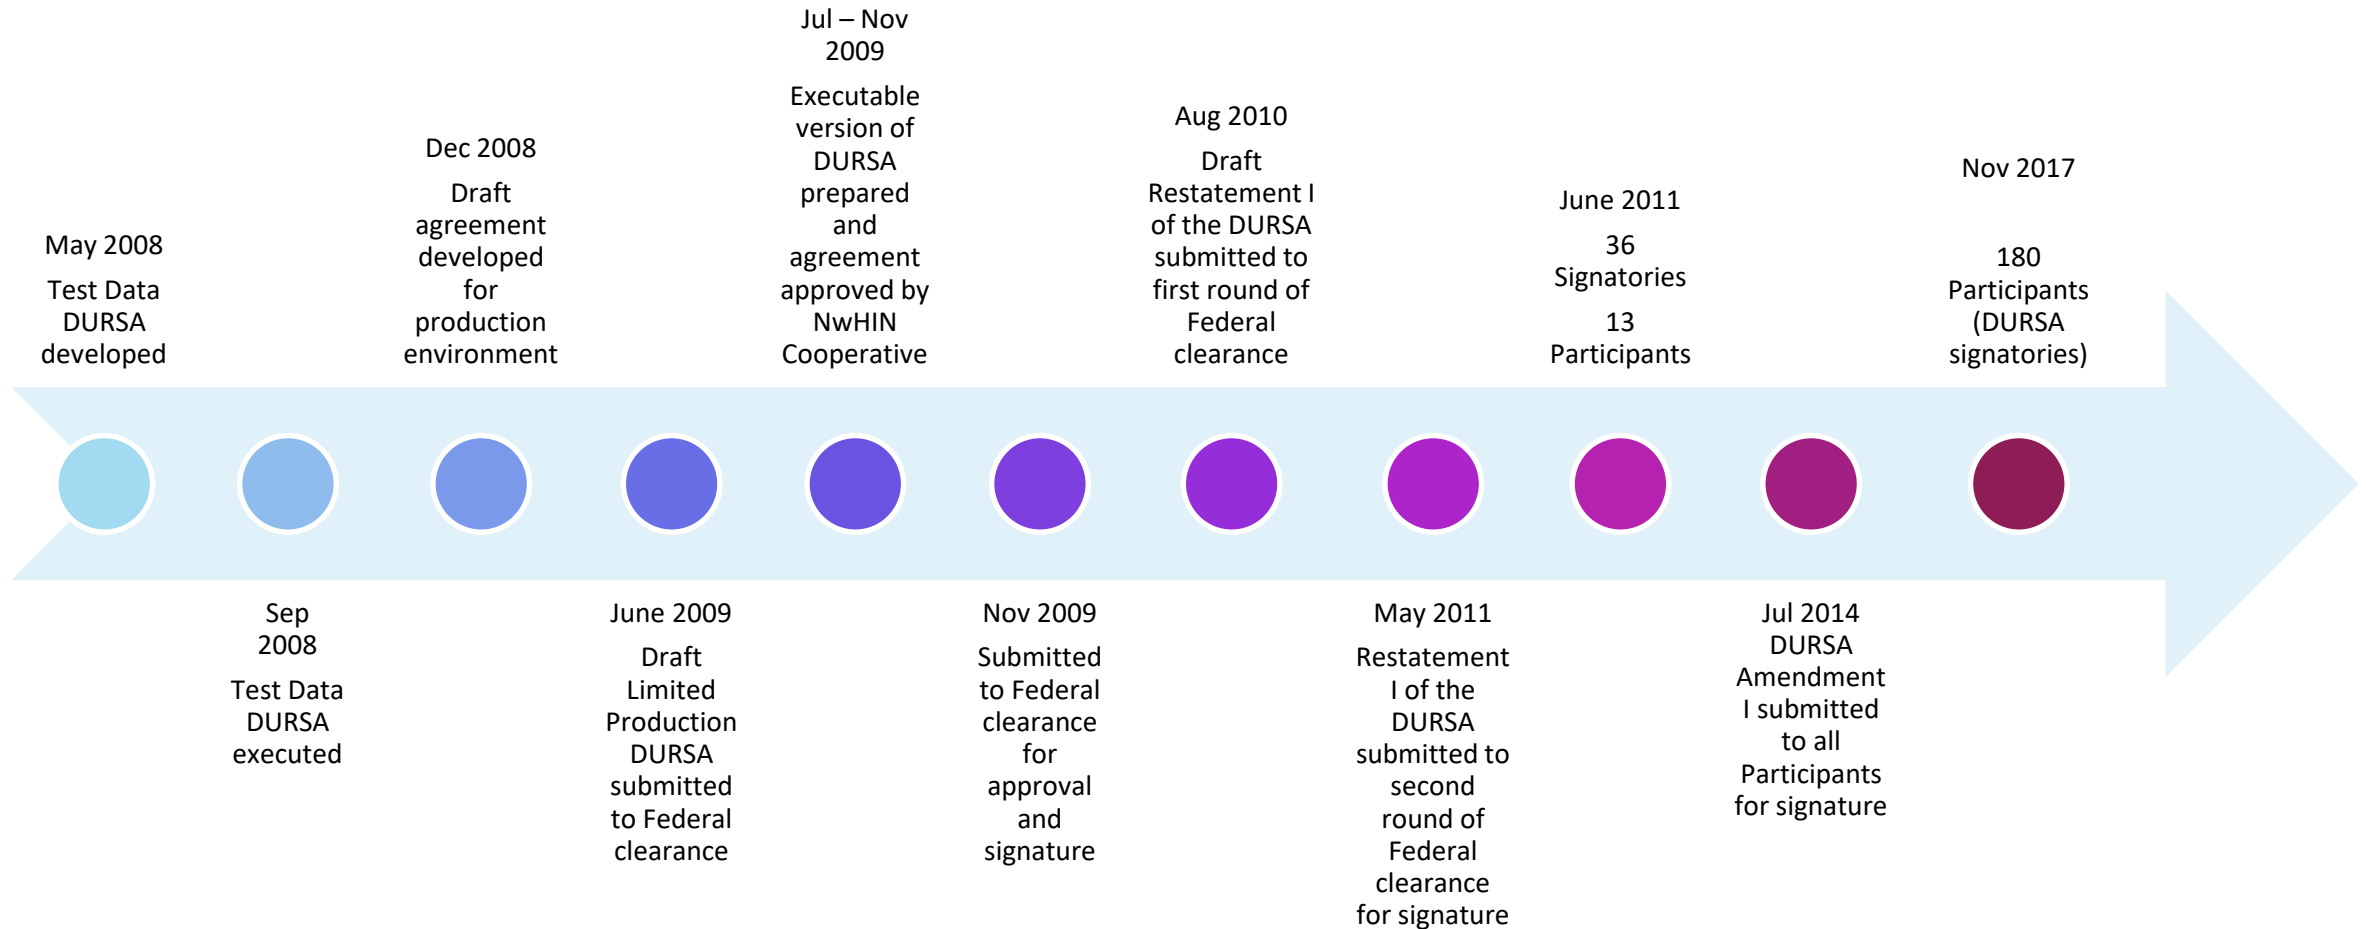 May 2008
Test Data
DURSA
developed
Sep
2008
Test Data
DURSA
executed
Dec 2008
Draft
agreement
developed
for
production
environment
June 2009
Draft
Limited
Production
DURSA
submitted
to Federal
clearance
Jul – Nov
2009
Executable
version of
DURSA
prepared
and
agreement
approved by
NwHIN
Cooperative
Nov 2009
Submitted
to Federal
clearance
for
approval
and
signature
Aug 2010
Draft
Restatement I
of the DURSA
submitted to
first round of
Federal
clearance
May 2011
Restatement
I of the
DURSA
submitted to
second
round of
Federal
clearance
for signature
June 2011
36
Signatories
13
Participants
Jul 2014
DURSA
Amendment
I submitted
to all
Participants
for signature
Nov 2017
180
Participants
(DURSA
signatories)